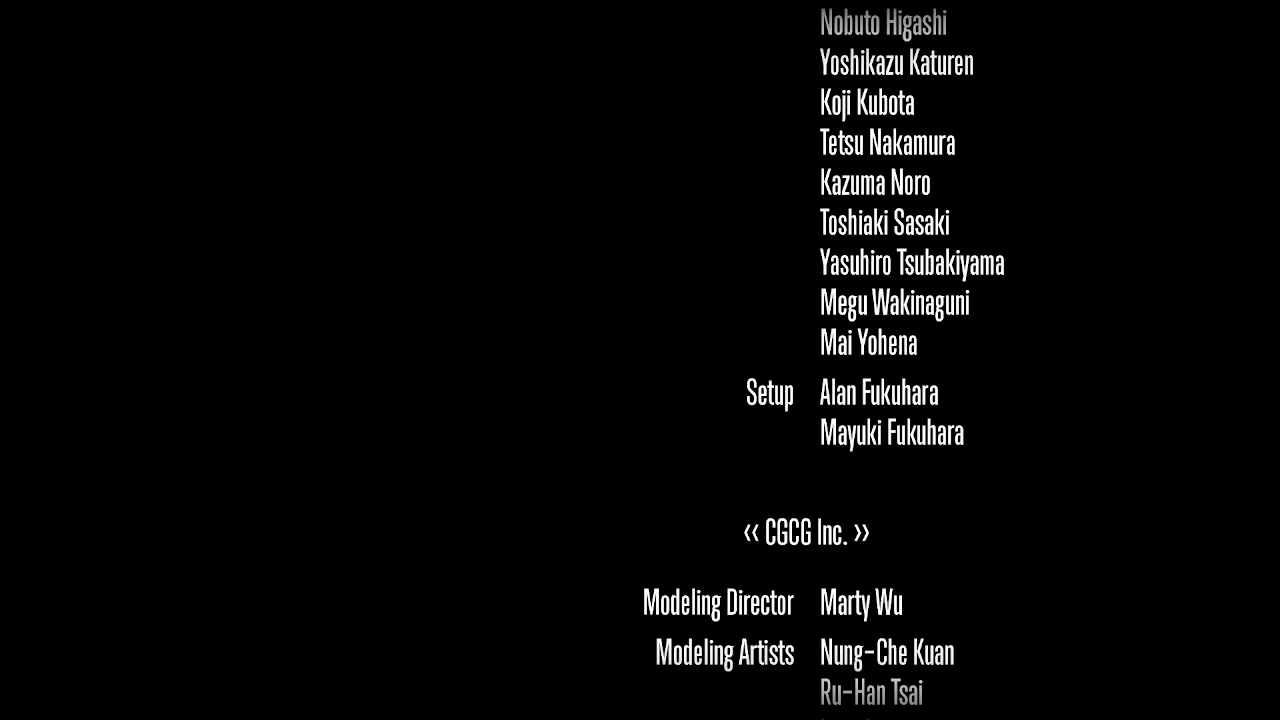 Nobuto Higashi
Yoshikazu Katuren
Koji Kubota
Tetsu Nakamura
Kazuma Noro
Toshiaki Sasaki
Yasuhiro Tsubakiyama
Megu Wakinaguni
Mai Yohena
Setup Alan Fukuhara
Mayuki Fukuhara
‹‹ CGCG Inc. ››
Modeling Director Marty Wu
Modeling Artists Nung-Che Kuan
Ru-Han Tsai